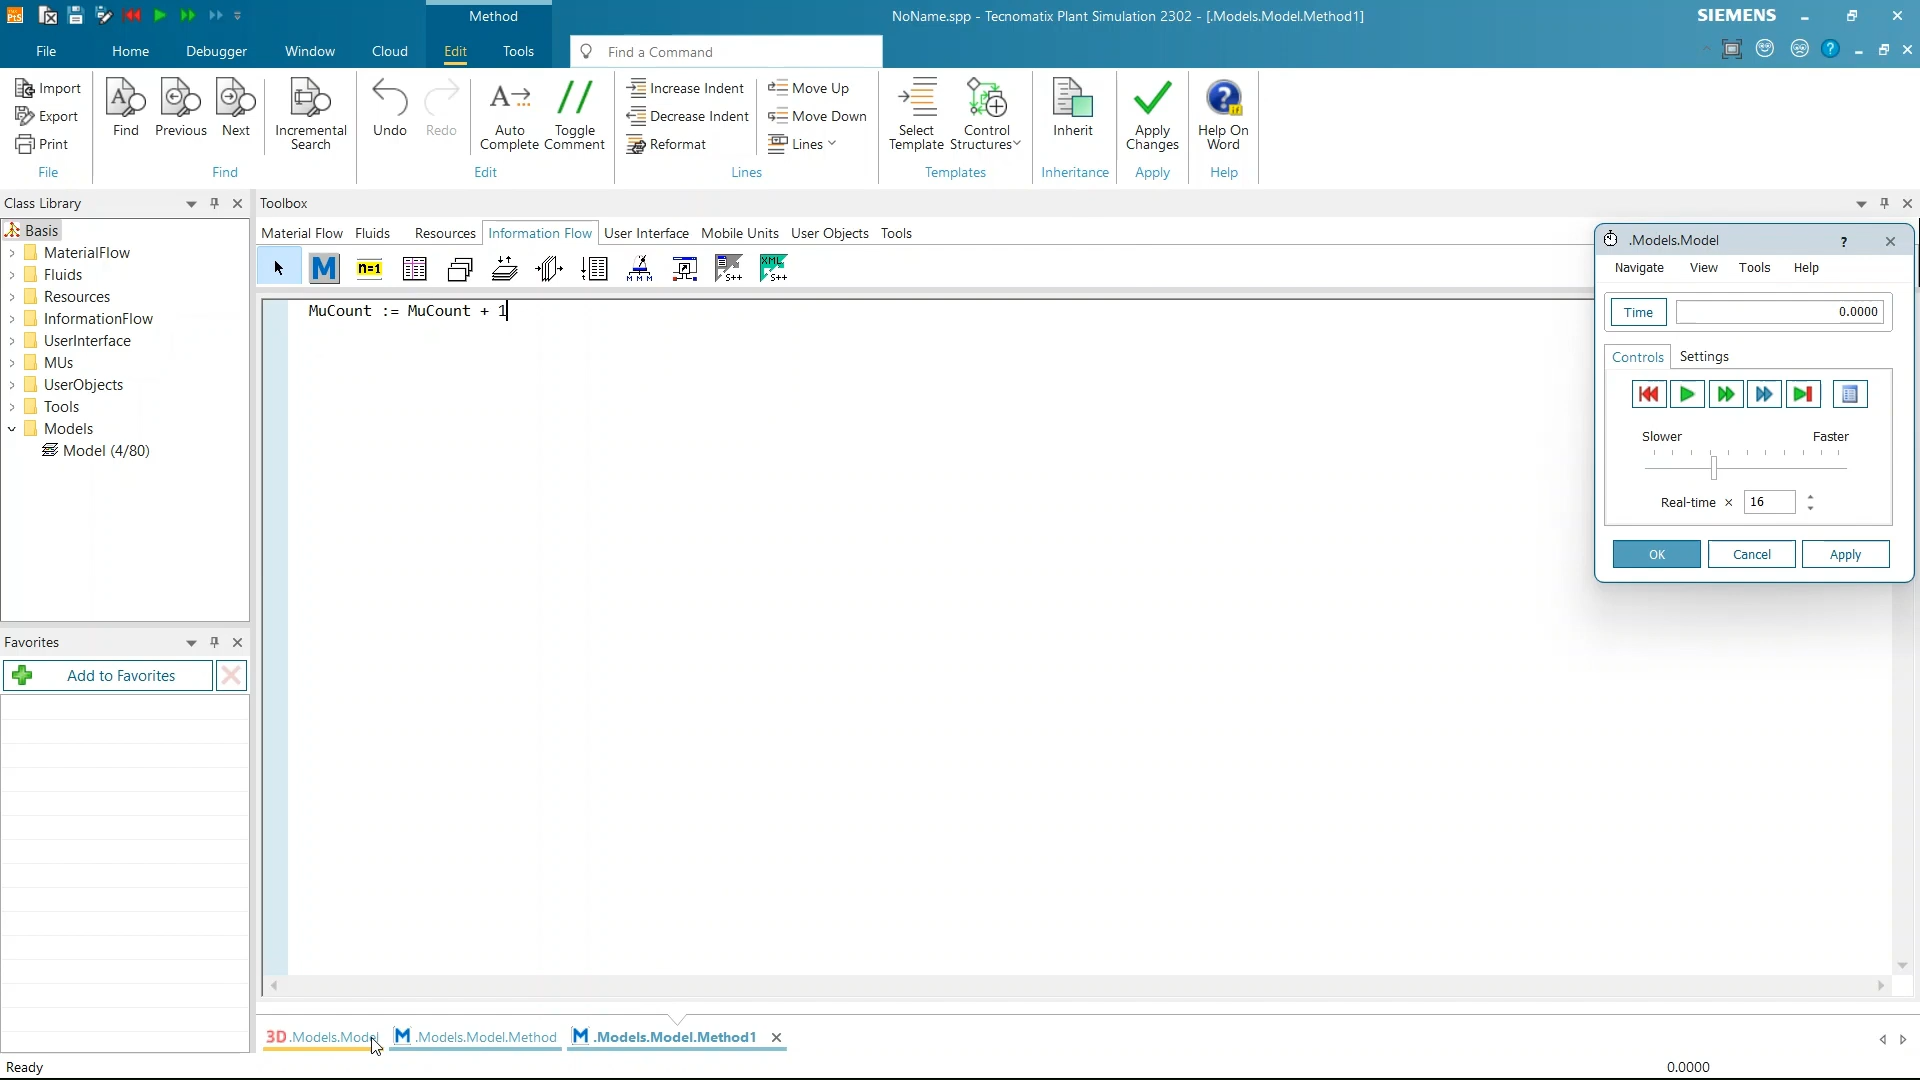 Method
NoName.spp - Tecnomatix Plant Simulation 2302 - [.Models.Model.Method1]
SIEMENS
File Home Debugger Window Cloud Edit Tools Find a Command
Import
Export
Print
File
Find Previous Next Incremental Search
Find
Undo Redo Auto Complete Toggle Comment
Edit
Increase Indent
Decrease Indent
Reformat
Move Up
Move Down
Lines
Lines
Select Template Control Structures
Templates
Inherit
Inheritance
Apply Changes
Apply
Help On Word
Help
Class Library
Basis
MaterialFlow
Fluids
Resources
InformationFlow
UserInterface
MUs
UserObjects
Tools
Models
Model (4/80)
Favorites
Add to Favorites
Toolbox
Material Flow Fluids Resources Information Flow User Interface Mobile Units User Objects Tools
M n=1 S++ XML S++
MuCount := MuCount + 1
.Models.Model ?
Navigate View Tools Help
Time 0.0000
Controls Settings
Slower Faster
Real-time × 16
OK Cancel Apply
3D .Models.Model M .Models.Model.Method M .Models.Model.Method1
Ready 0.0000